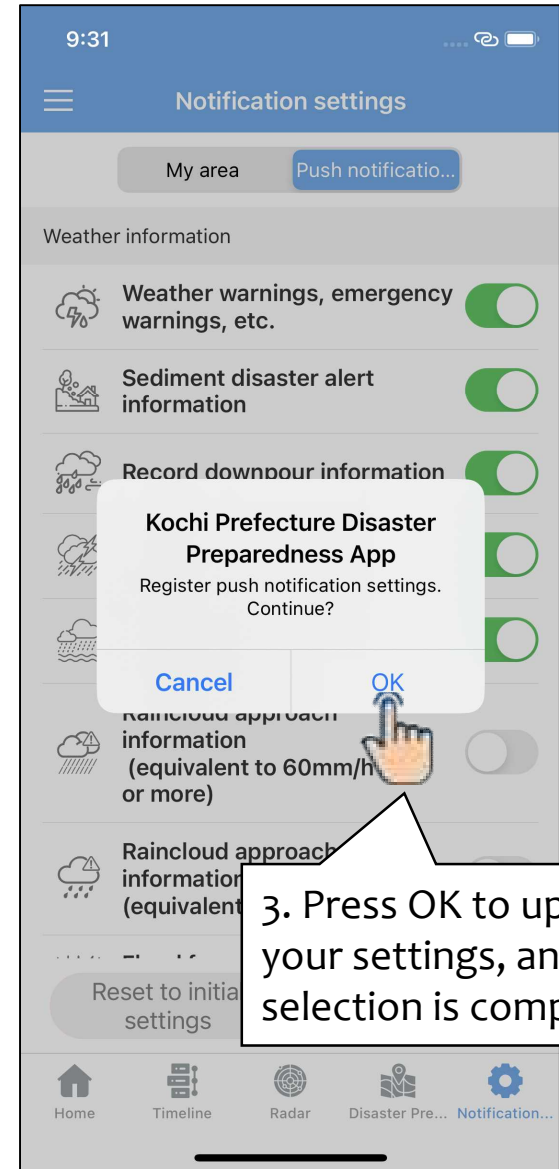 9:31
Notification settings
My area
Push notificatio...
Weather information
Weather warnings, emergency
warnings, etc.
Sediment disaster alert
information
Record downpour information
Kochi Prefecture Disaster
Preparedness App
Register push notification settings.
Continue?
Cancel
OK
Raincloud approach
information
(equivalent to 60mm/h
or more)
Raincloud approach
information
(equivalent
3. Press OK to up
your settings, an
selection is comp
Reset to initia
settings
Home
Timeline
Radar
Disaster Pre...
Notification...